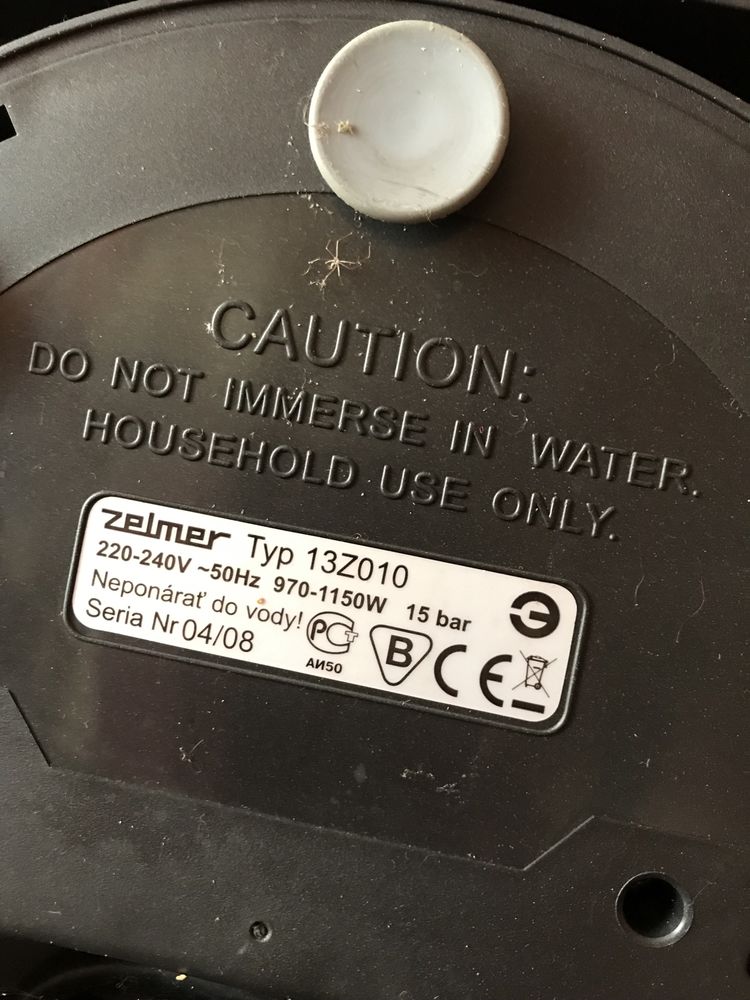 CAUTION:
DO NOT IMMERSE IN WATER.
HOUSEHOLD USE ONLY.
zelmer Typ 13Z010
220-240V ~50Hz 970-1150W 15 bar
Neponárať do vody!
Seria Nr 04/08
РСТ
АИ50
B
CE